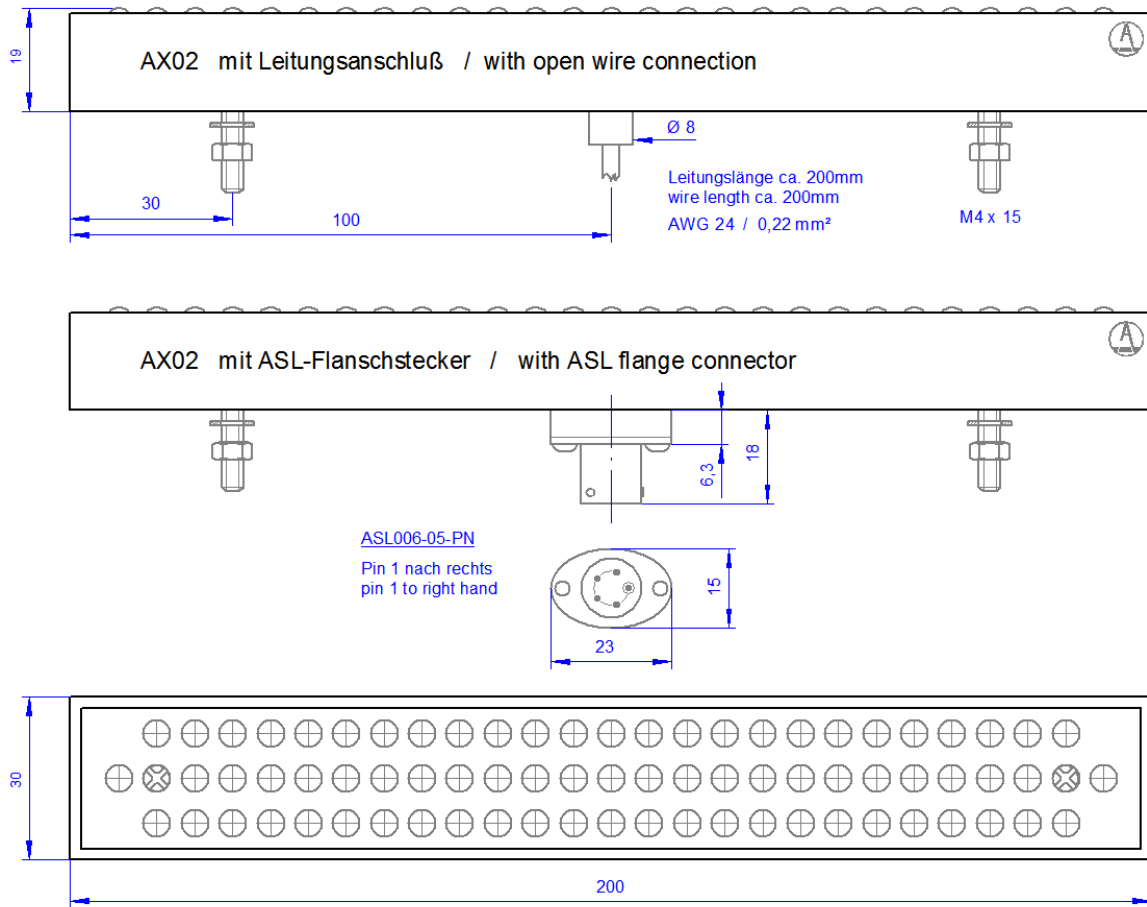 19
AX02 mit Leitungsanschluß / with open wire connection
A
Ø 8
30
100
Leitungslänge ca. 200mm
wire length ca. 200mm
AWG 24 / 0,22 mm²
M4 x 15
AX02 mit ASL-Flanschstecker / with ASL flange connector
A
6,3
18
ASL006-05-PN
Pin 1 nach rechts
pin 1 to right hand
15
23
30
200